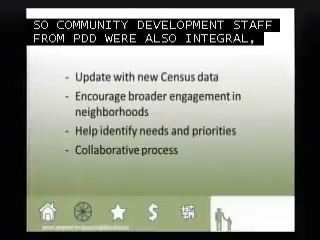 SO COMMUNITY DEVELOPMENT STAFF
FROM PDD WERE ALSO INTEGRAL,
- Update with new Census data
- Encourage broader engagement in
neighborhoods
- Help identify needs and priorities
- Collaborative process
$